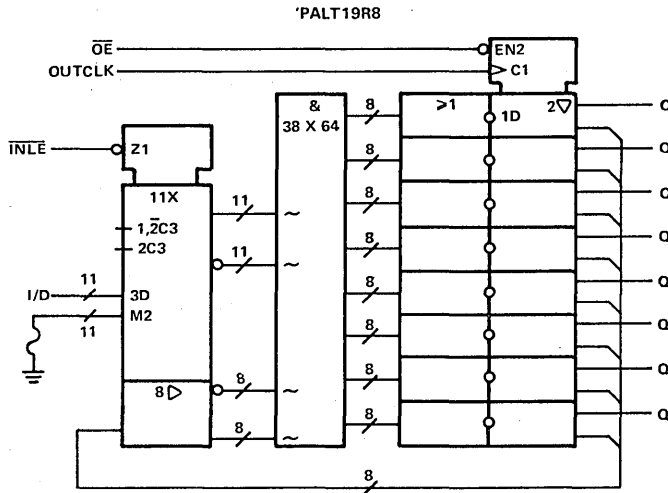 'PALT19R8
OE
EN2
OUTCLK
C1
&
38 X 64
8
≥1
1D
2▽
INLE
Z1
8
11X
11
~
8
1,2C3
2C3
11
~
8
I/D
11
3D
8
M2
11
8
8 ▷
8
~
8
8
~
8
8
Q
Q
Q
Q
Q
Q
Q